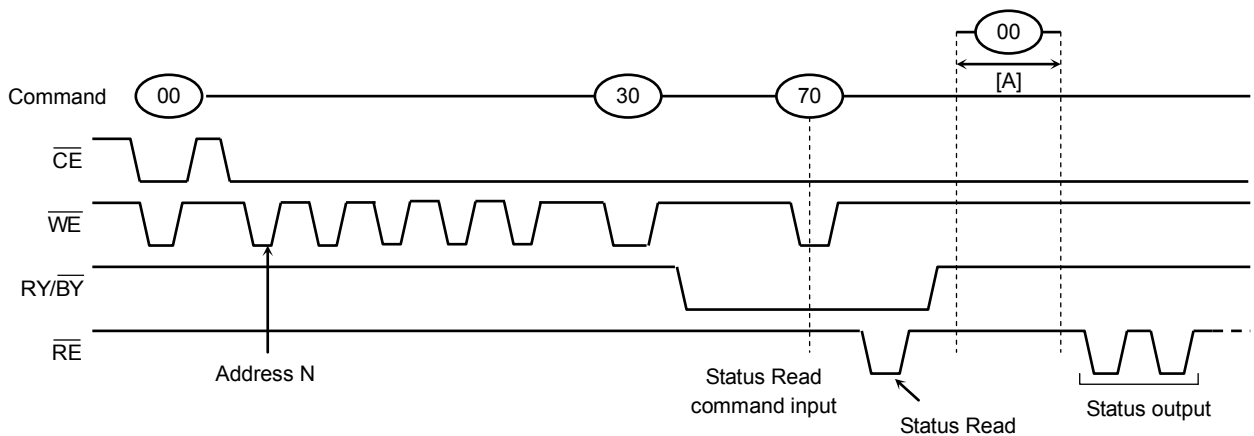 00
[A]
Command 00 30 70
CE
WE
RY/BY
RE
Address N
Status Read
command input
Status Read
Status output